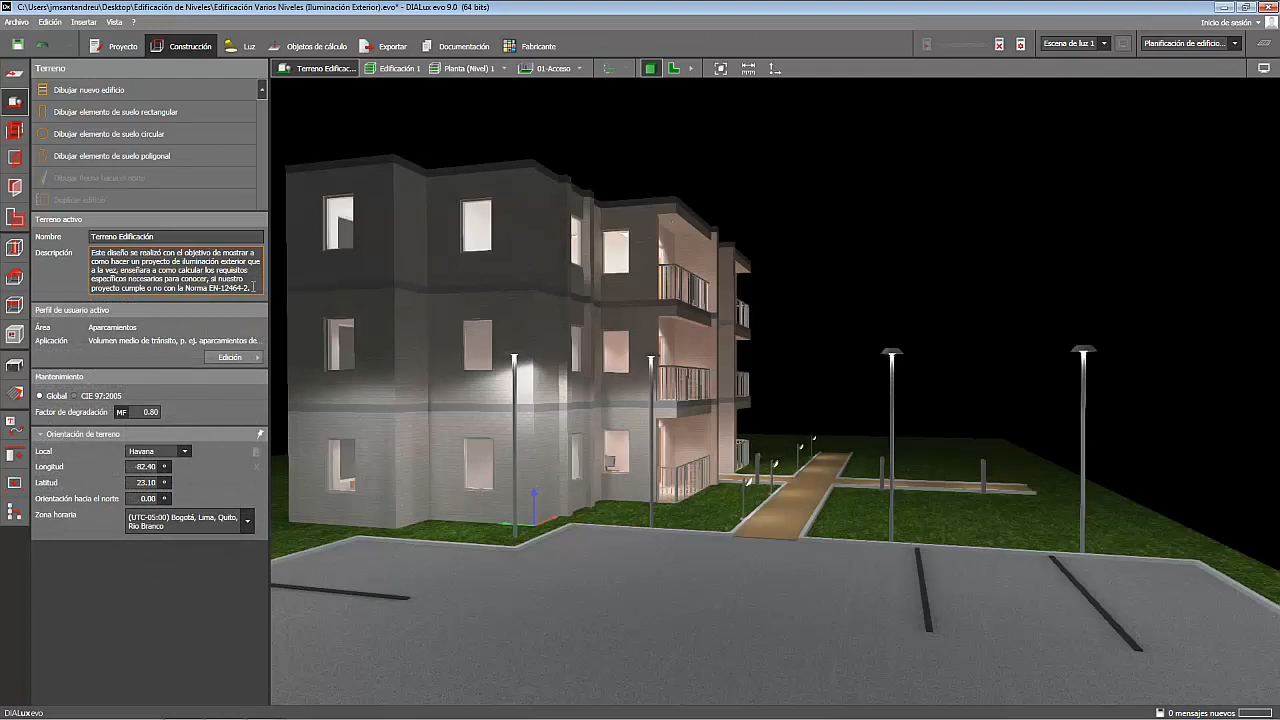 C:\Users\jmsantandreu\Desktop\Edificación de Niveles\Edificación Varios Niveles (Iluminación Exterior).evo* - DIALux evo 9.0 (64 bits)
Archivo Edición Insertar Vista ?
Inicio de sesión
Proyecto Construcción Luz Objetos de cálculo Exportar Documentación Fabricante
Escena de luz 1 Planificación de edificio...
Terreno
Terreno Edificac... Edificación 1 Planta (Nivel) 1 01-Acceso
Dibujar nuevo edificio
Dibujar elemento de suelo rectangular
Dibujar elemento de suelo circular
Dibujar elemento de suelo poligonal
Dibujar flecha hacia el norte
Duplicar edificio
Terreno activo
Nombre Terreno Edificación
Descripción
Este diseño se realizó con el objetivo de mostrar a
como hacer un proyecto de iluminación exterior que
a la vez, enseñara a como calcular los requisitos
específicos necesarios para conocer, si nuestro
proyecto cumple o no con la Norma EN-12464-2.
Perfil de usuario activo
Área Aparcamientos
Aplicación Volumen medio de tránsito, p. ej. aparcamientos de...
Edición
Mantenimiento
Global CIE 97:2005
Factor de degradación MF 0.80
Orientación de terreno
Local Havana
Longitud -82.40 °
Latitud 23.10 °
Orientación hacia el norte 0.00 °
Zona horaria (UTC-05:00) Bogotá, Lima, Quito,
Rio Branco
DIALux evo
0 mensajes nuevos